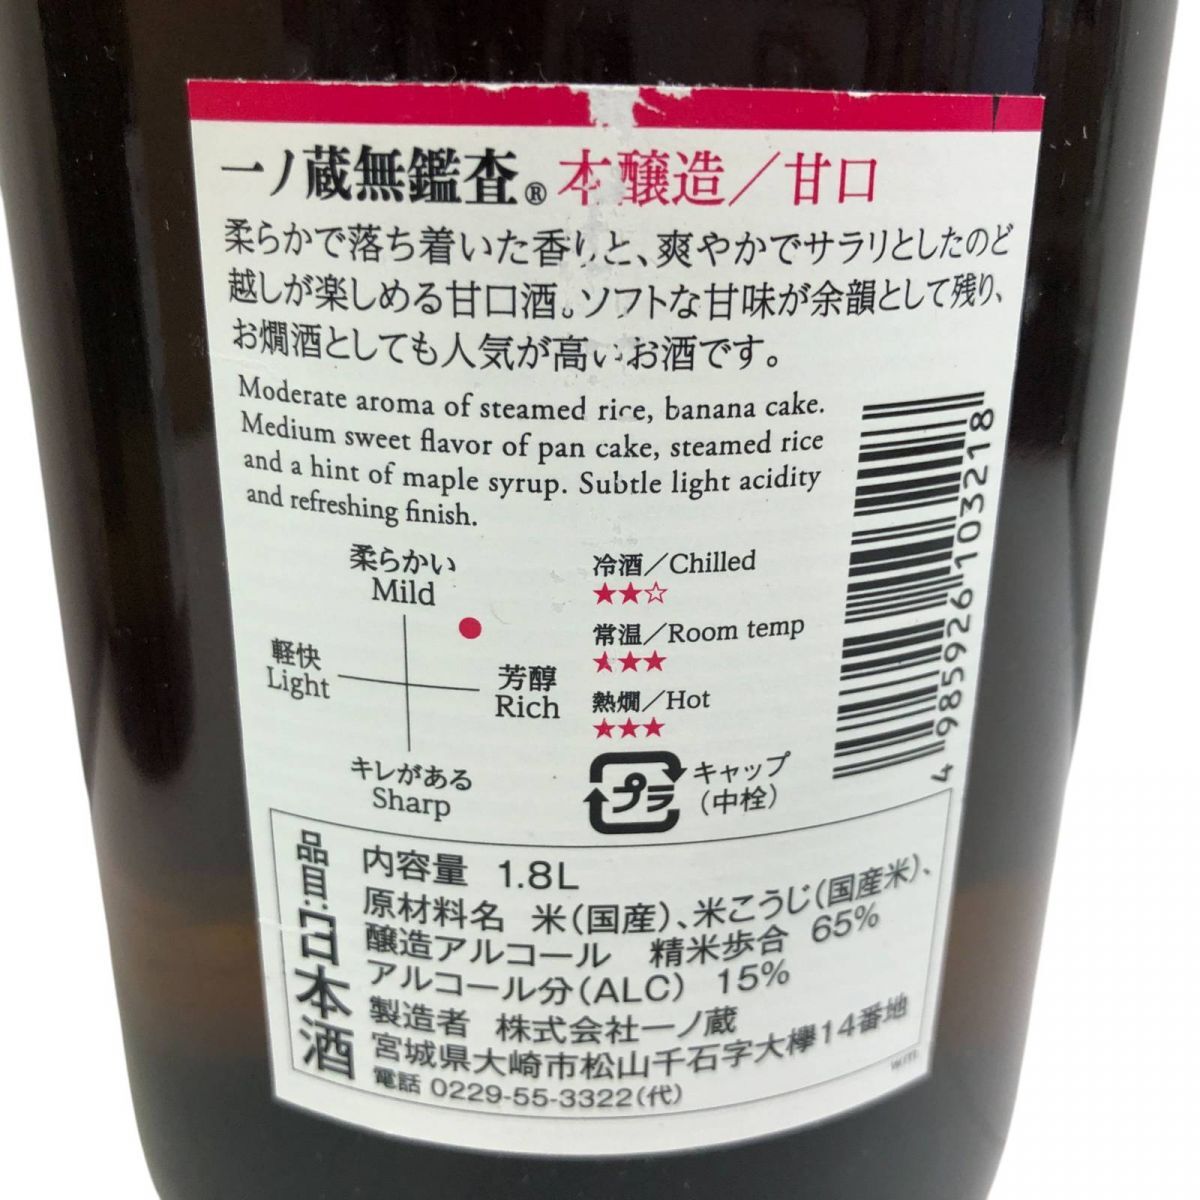 一ノ蔵無鑑査® 本醸造／甘口
柔らかで落ち着いた香りと、爽やかでサラリとしたのど
越しが楽しめる甘口酒。ソフトな甘味が余韻として残り、
お燗酒としても人気が高いお酒です。
Moderate aroma of steamed rice, banana cake.
Medium sweet flavor of pan cake, steamed rice
and a hint of maple syrup. Subtle light acidity
and refreshing finish.
柔らかい
Mild
軽快
Light
芳醇
Rich
キレがある
Sharp
冷酒／Chilled
★★☆
常温／Room temp
★★★
熱燗／Hot
★★★
プラ
キャップ
（中栓）
4 985926 103218
品目:日本酒
内容量 1.8L
原材料名 米（国産）、米こうじ（国産米）、
醸造アルコール 精米歩合 65%
アルコール分（ALC） 15%
製造者 株式会社一ノ蔵
宮城県大崎市松山千石字大欅14番地
電話 0229-55-3322（代）